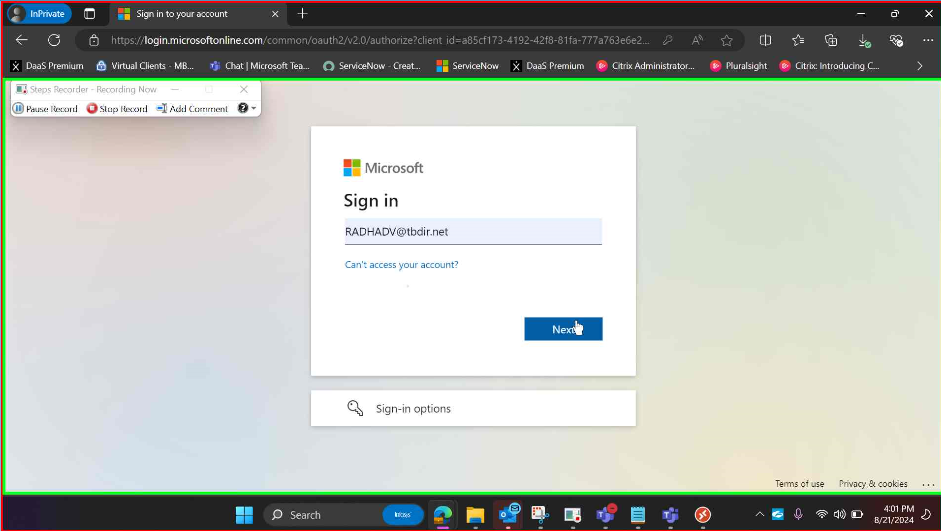 InPrivate
Sign in to your account
https://login.microsoftonline.com/common/oauth2/v2.0/authorize?client_id=a85cf173-4192-42f8-81fa-777a763e6e2...
DaaS Premium
Virtual Clients - MB...
Chat | Microsoft Tea...
ServiceNow - Creat...
ServiceNow
DaaS Premium
Citrix Administrator...
Pluralsight
Citrix: Introducing C...
Steps Recorder - Recording Now
Pause Record
Stop Record
Add Comment
Microsoft
Sign in
RADHADV@tbdir.net
Can't access your account?
Next
Sign-in options
Terms of use
Privacy & cookies
...
Search
Infosys
4:01 PM
8/21/2024